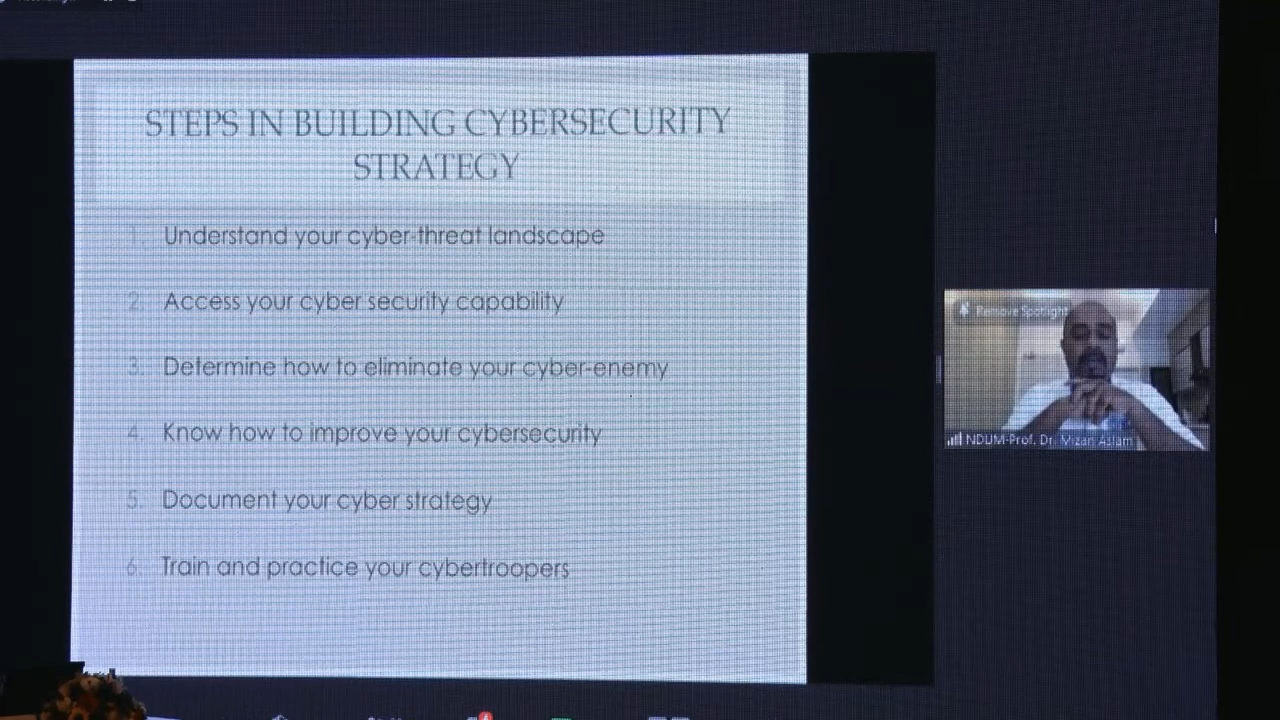 STEPS IN BUILDING CYBERSECURITY
STRATEGY
1. Understand your cyber-threat landscape
2. Access your cyber security capability
3. Determine how to eliminate your cyber-enemy
4. Know how to improve your cybersecurity
5. Document your cyber strategy
6. Train and practice your cybertroopers
Remove Spotlight
NDUM-Prof. Dr. Mizan Aslam